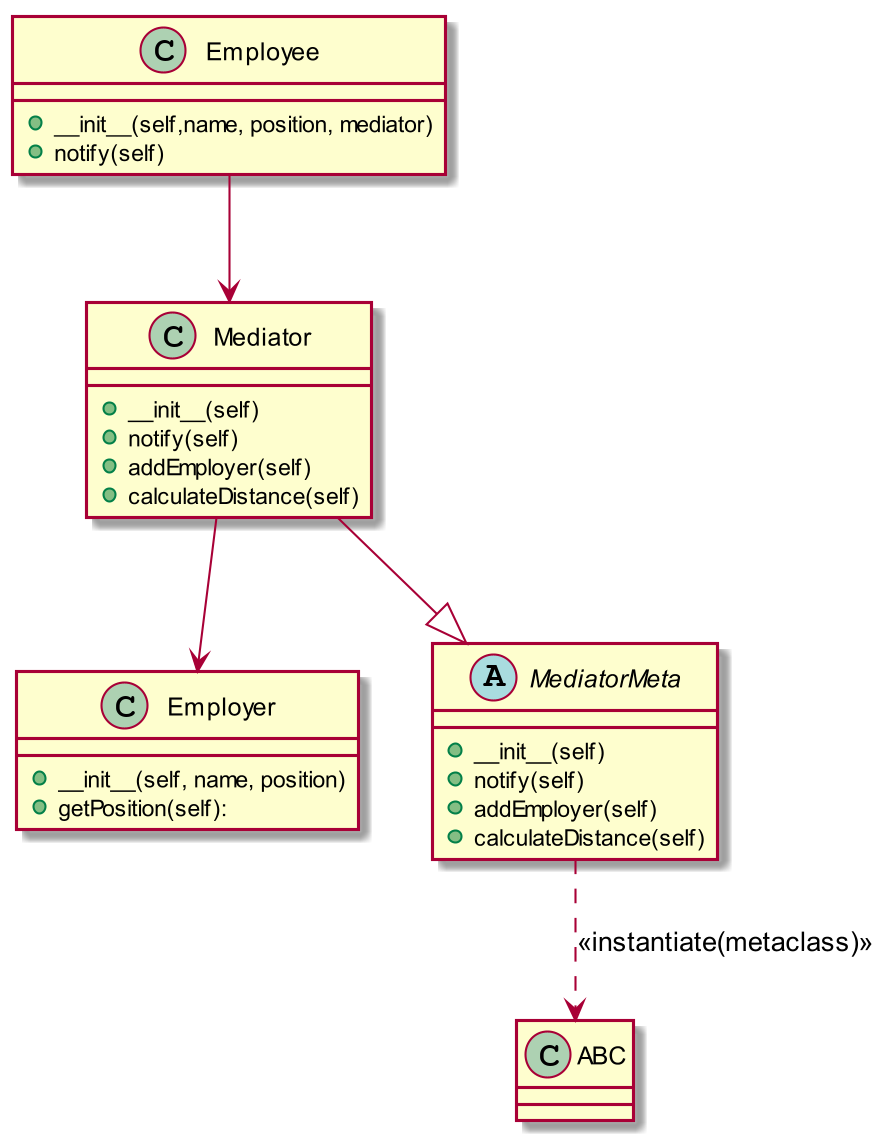 C Employee
__init__(self,name, position, mediator)
notify(self)
C Mediator
__init__(self)
notify(self)
addEmployer(self)
calculateDistance(self)
C Employer
__init__(self, name, position)
getPosition(self):
A MediatorMeta
__init__(self)
notify(self)
addEmployer(self)
calculateDistance(self)
«instantiate(metaclass)»
C ABC